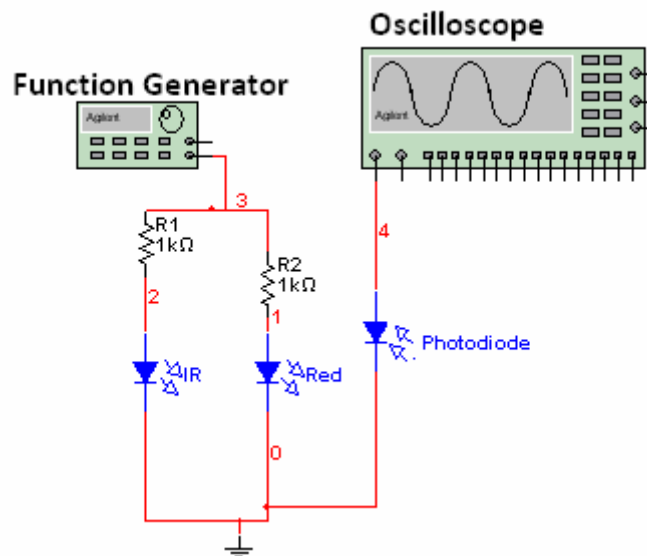 Oscilloscope
Function Generator
Agilent
Agilent
3
R1
1kΩ
4
R2
1kΩ
2
1
Photodiode
IR
Red
0